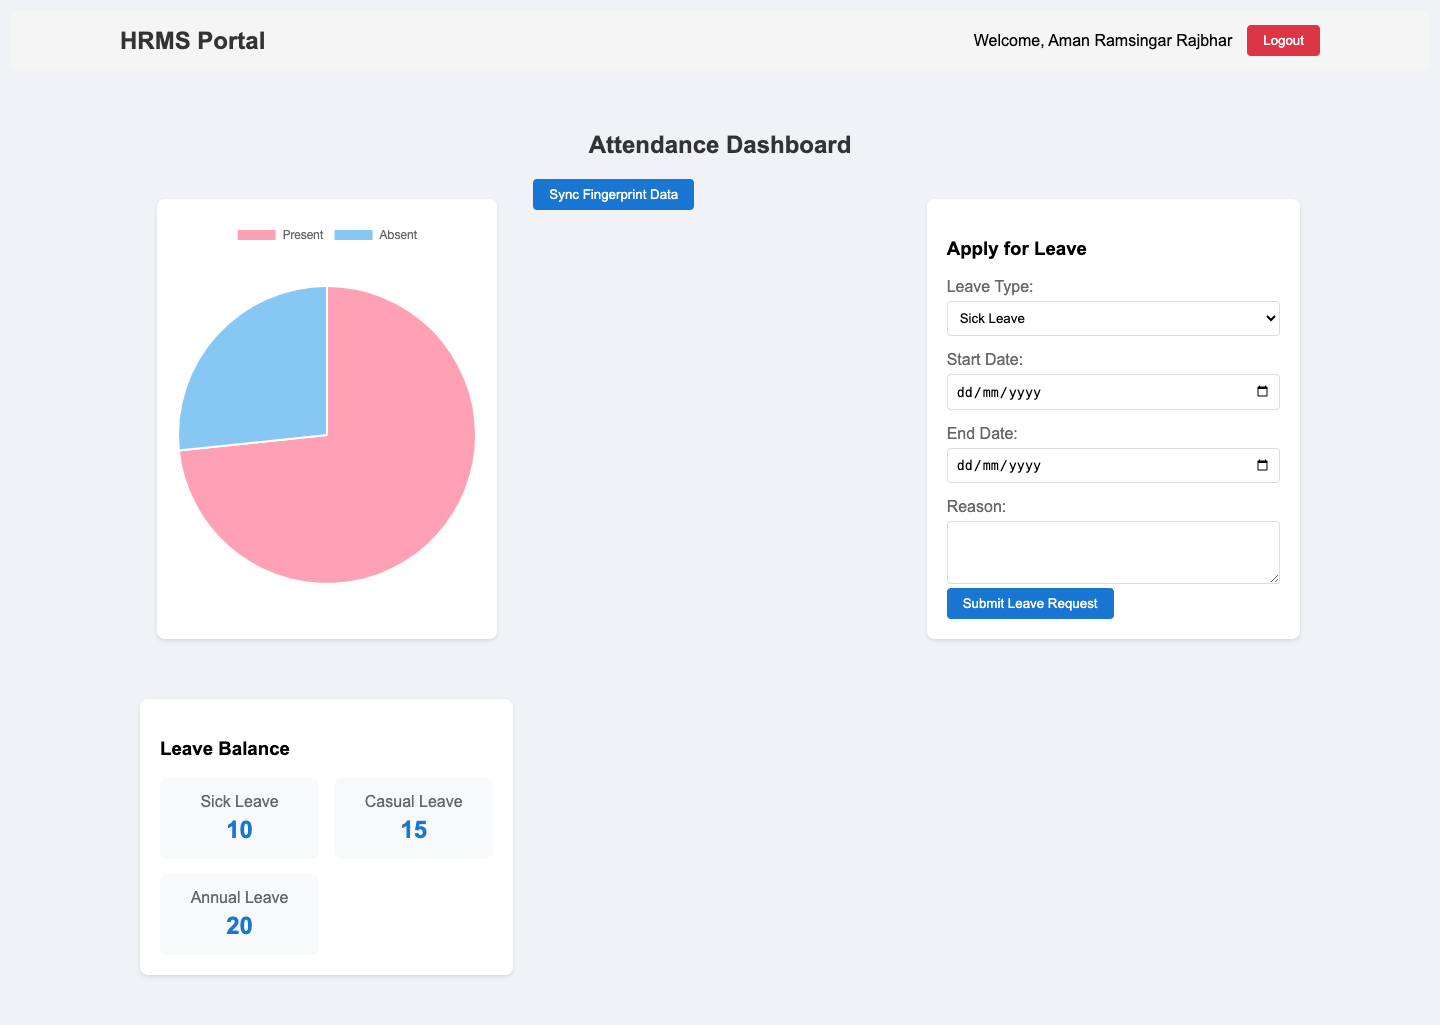 HRMS Portal
Welcome, Aman Ramsingar Rajbhar
Logout
Attendance Dashboard
Present
Absent
Sync Fingerprint Data
Apply for Leave
Leave Type:
Sick Leave
Start Date:
dd/mm/yyyy
End Date:
dd/mm/yyyy
Reason:
Submit Leave Request
Leave Balance
Sick Leave
10
Casual Leave
15
Annual Leave
20